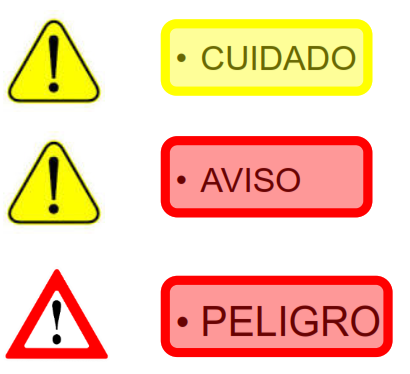 • CUIDADO
• AVISO
• PELIGRO